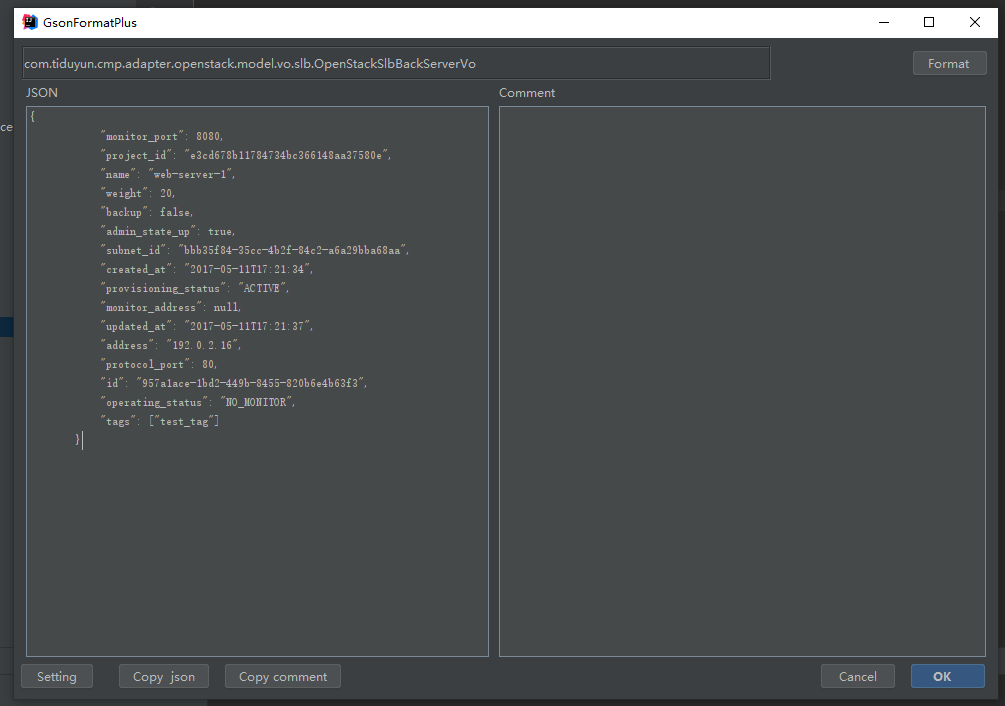 GsonFormatPlus
com.tiduyun.cmp.adapter.openstack.model.vo.slb.OpenStackSlbBackServerVo
Format
JSON
Comment
ce
{
"monitor_port": 8080,
"project_id": "e3cd678b11784734bc366148aa37580e",
"name": "web-server-1",
"weight": 20,
"backup": false,
"admin_state_up": true,
"subnet_id": "bbb35f84-35cc-4b2f-84c2-a6a29bba68aa",
"created_at": "2017-05-11T17:21:34",
"provisioning_status": "ACTIVE",
"monitor_address": null,
"updated_at": "2017-05-11T17:21:37",
"address": "192.0.2.16",
"protocol_port": 80,
"id": "957a1ace-1bd2-449b-8455-820b6e4b63f3",
"operating_status": "NO_MONITOR",
"tags": ["test_tag"]
}
Setting
Copy json
Copy comment
Cancel
OK